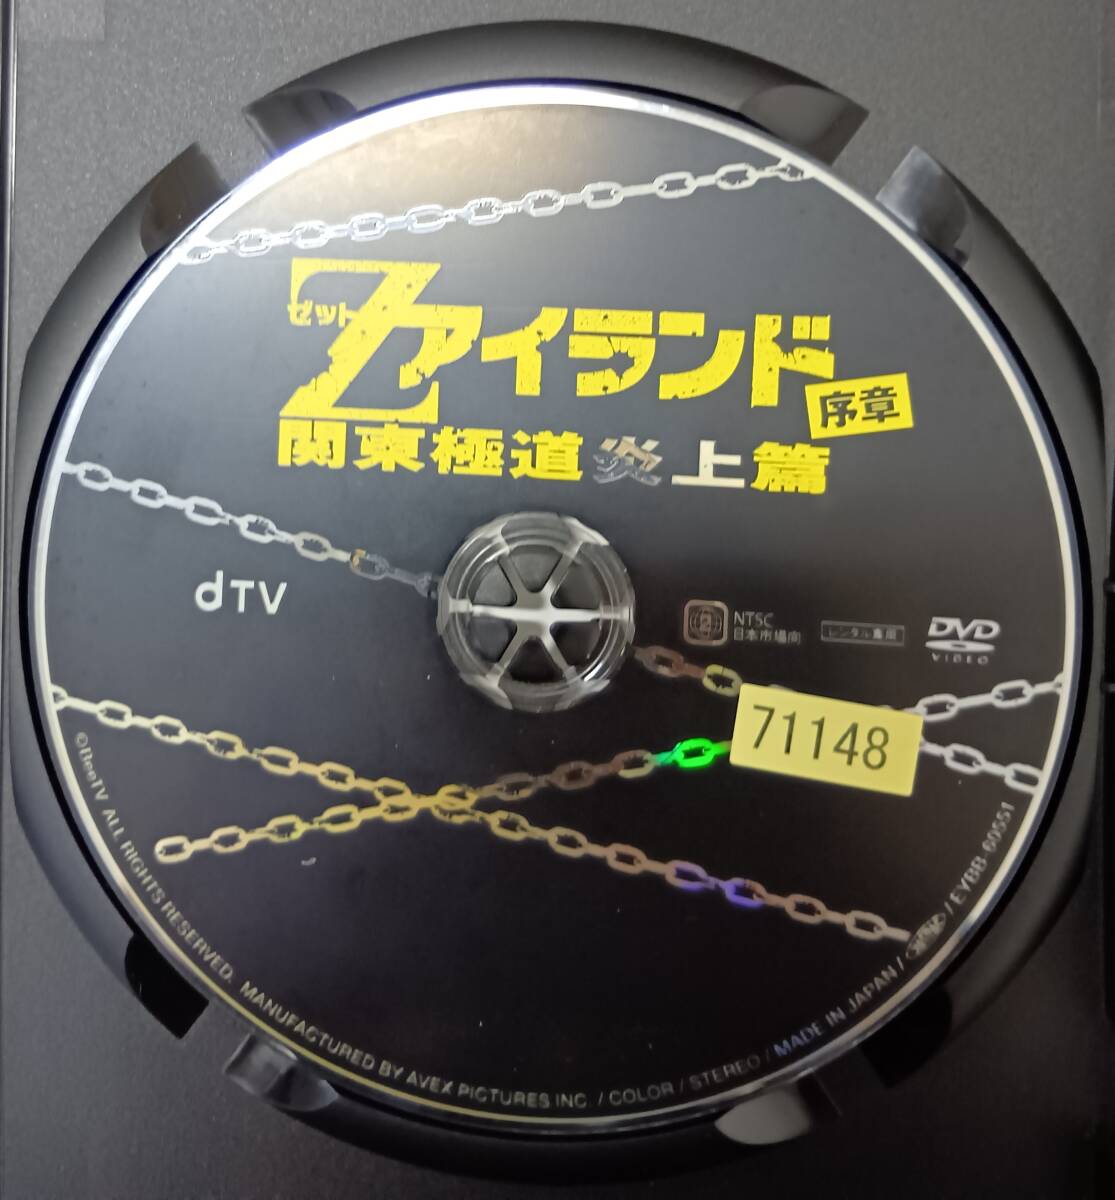 Zアイランド
ゼット
序章
関東極道炎上篇
dTV
2
NTSC
日本市場向
レンタル専用
DVD
VIDEO
71148
©BeeTV ALL RIGHTS RESERVED. MANUFACTURED BY AVEX PICTURES INC. / COLOR / STEREO / MADE IN JAPAN / / EYBB-60551